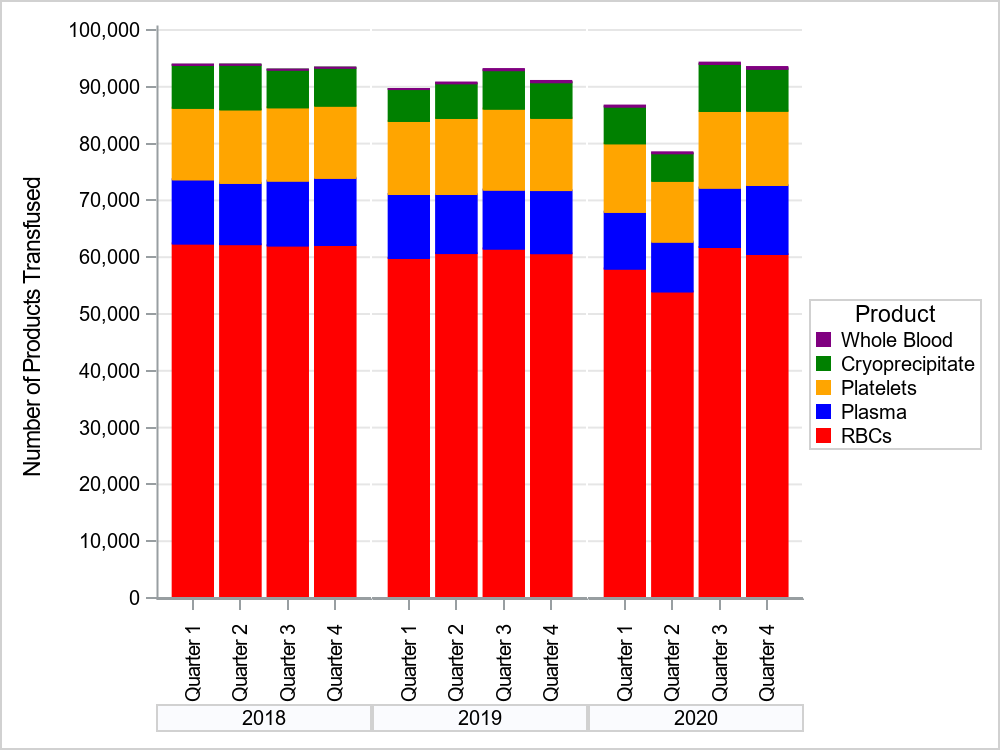 Number of Products Transfused
100,000
90,000
80,000
70,000
60,000
50,000
40,000
30,000
20,000
10,000
0
Quarter 1
Quarter 2
Quarter 3
Quarter 4
Quarter 1
Quarter 2
Quarter 3
Quarter 4
Quarter 1
Quarter 2
Quarter 3
Quarter 4
2018
2019
2020
Product
Whole Blood
Cryoprecipitate
Platelets
Plasma
RBCs